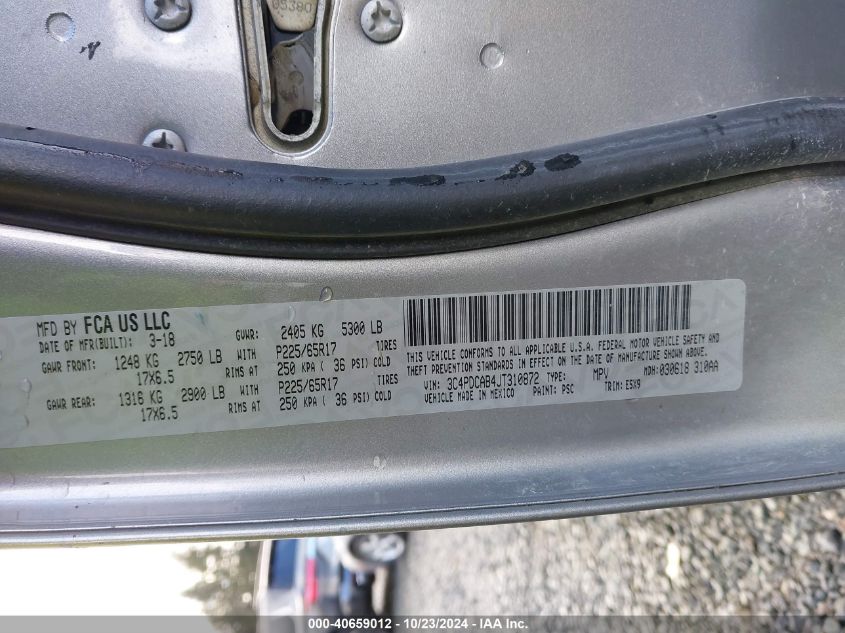 05380
MFD BY FCA US LLC
DATE OF MFR(BUILT): 3-18
GVWR: 2405 KG 5300 LB
GAWR FRONT: 1248 KG 2750 LB WITH P225/65R17 TIRES
17X6.5 RIMS AT 250 KPA ( 36 PSI) COLD
GAWR REAR: 1316 KG 2900 LB WITH P225/65R17 TIRES
17X6.5 RIMS AT 250 KPA ( 36 PSI) COLD
THIS VEHICLE CONFORMS TO ALL APPLICABLE U.S.A. FEDERAL MOTOR VEHICLE SAFETY AND
THEFT PREVENTION STANDARDS IN EFFECT ON THE DATE OF MANUFACTURE SHOWN ABOVE.
VIN: 3C4PDCAB4JT310872 TYPE: MPV MDH: 030618 310AA
VEHICLE MADE IN MEXICO PAINT: PSC TRIM: E5X9
000-40659012 - 10/23/2024 - IAA Inc.